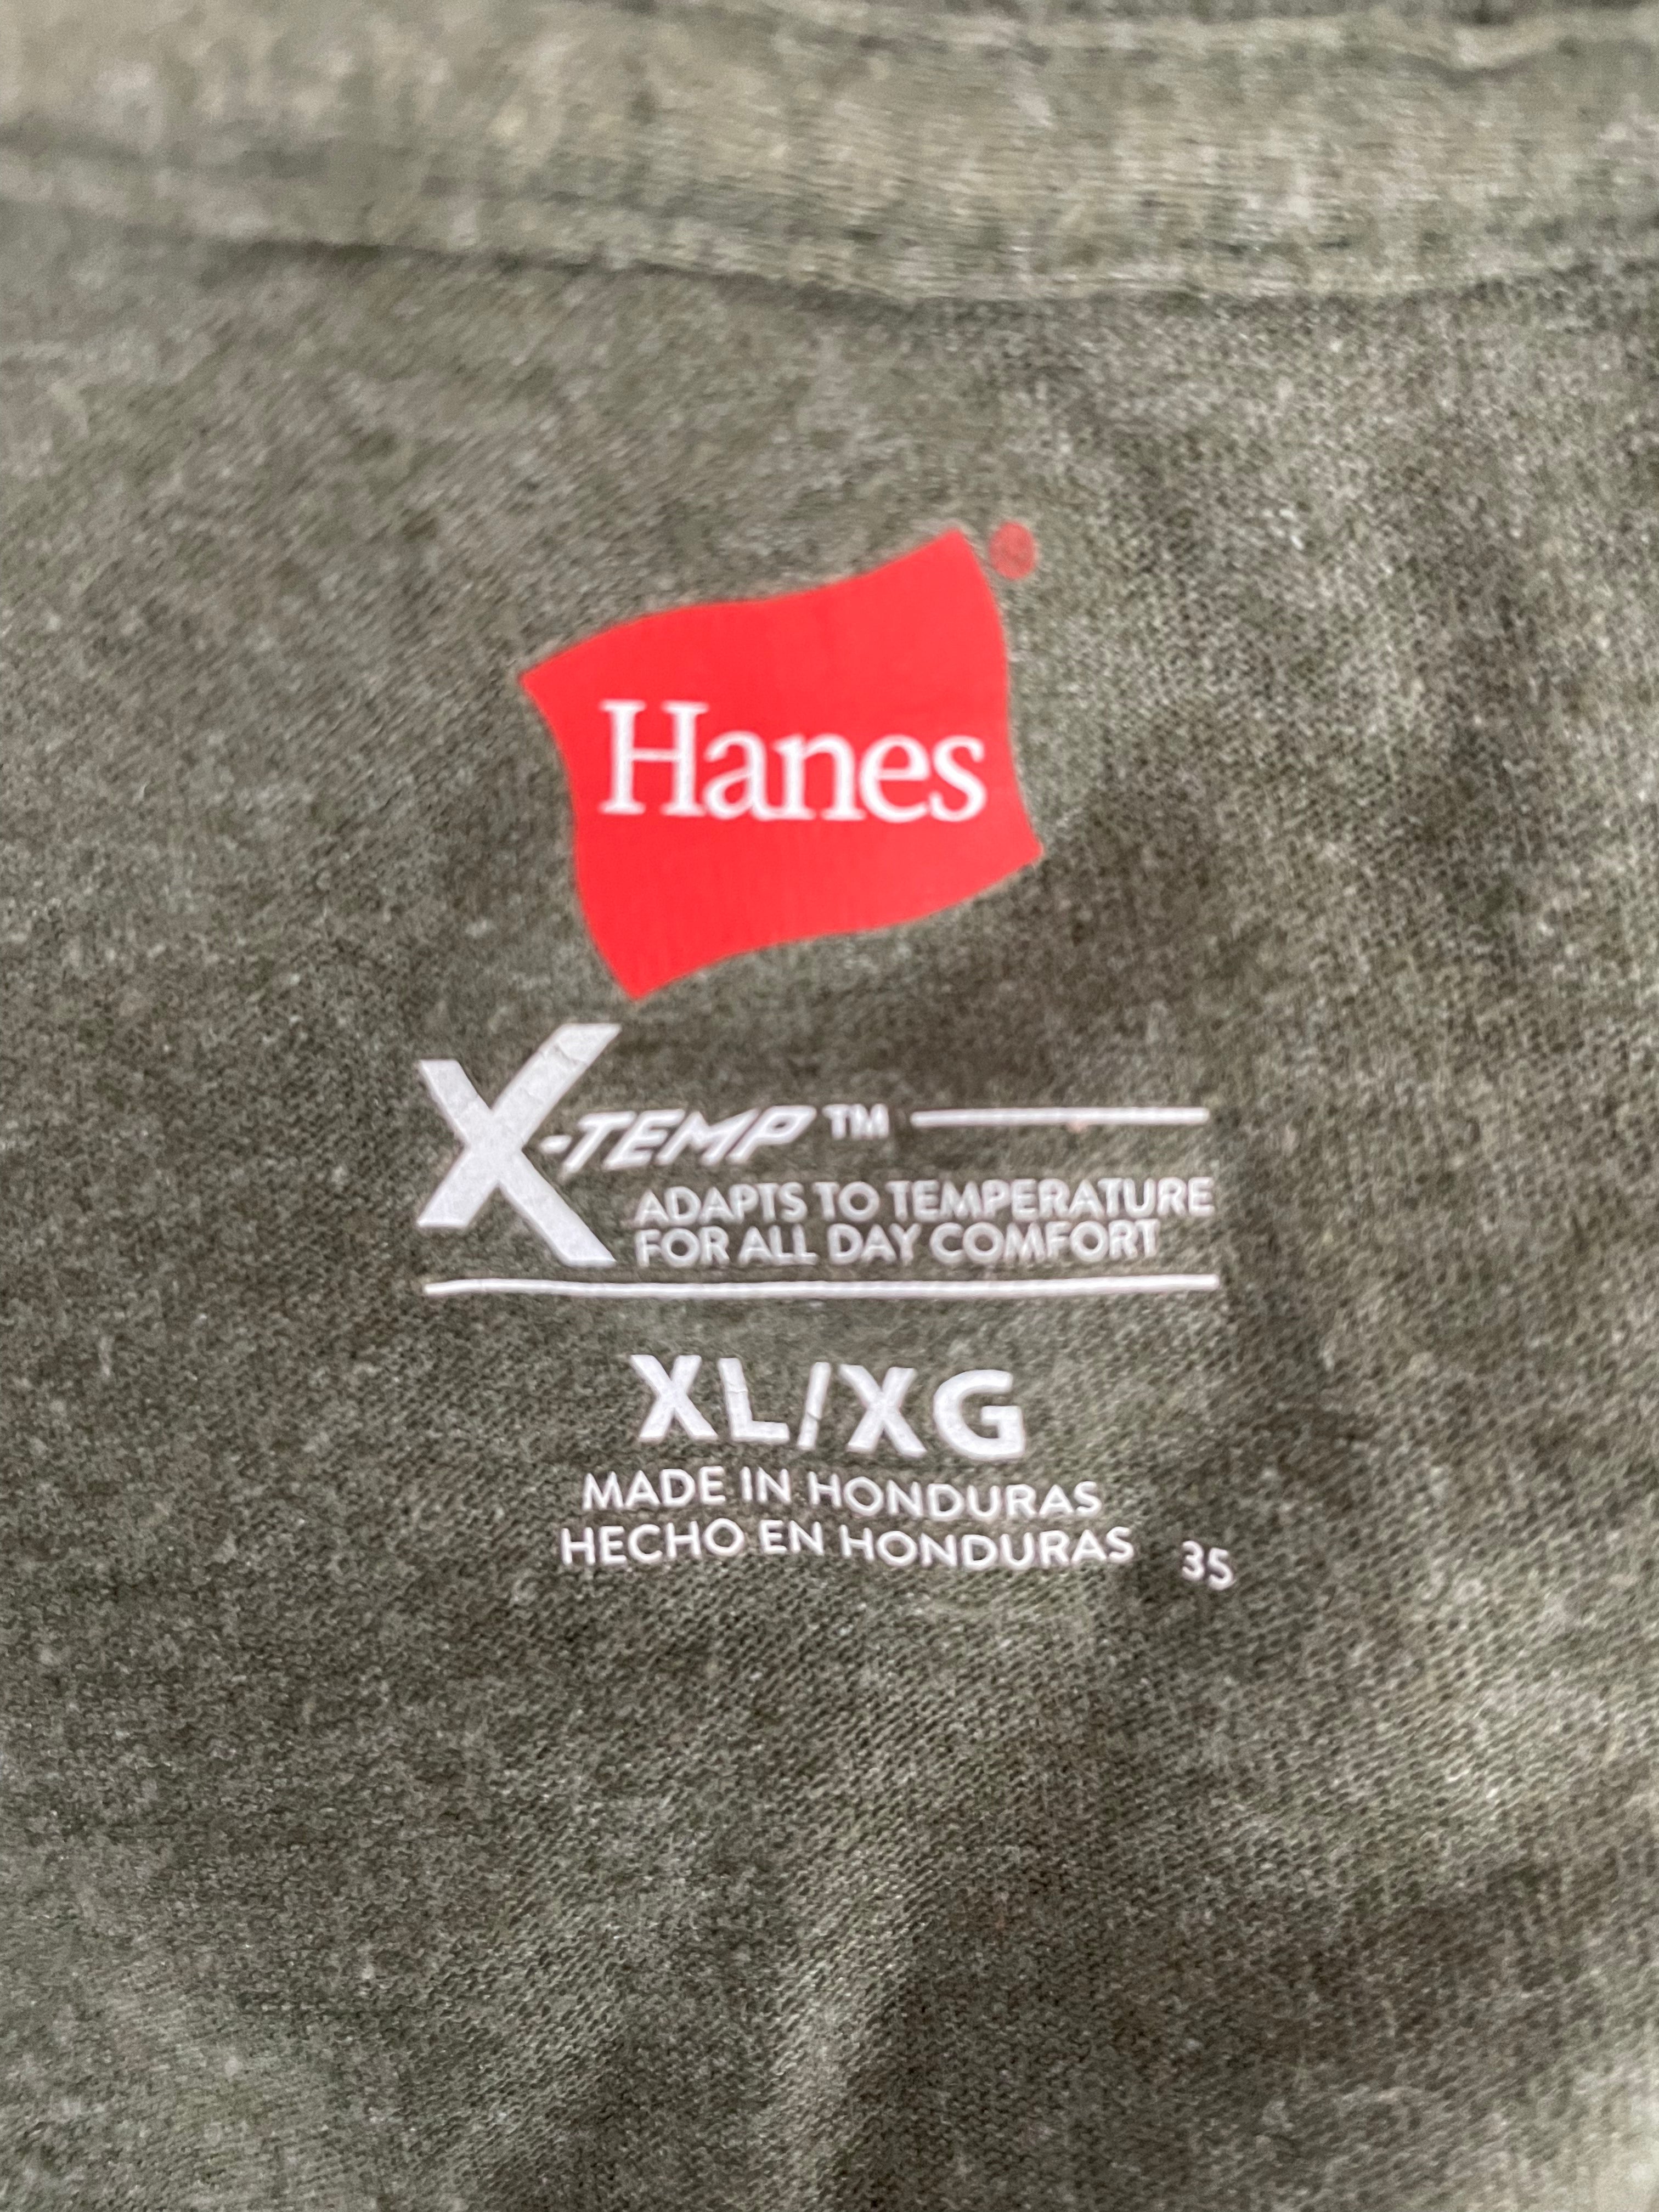 Hanes
X-TEMP™
ADAPTS TO TEMPERATURE
FOR ALL DAY COMFORT
XL/XG
MADE IN HONDURAS
HECHO EN HONDURAS 35